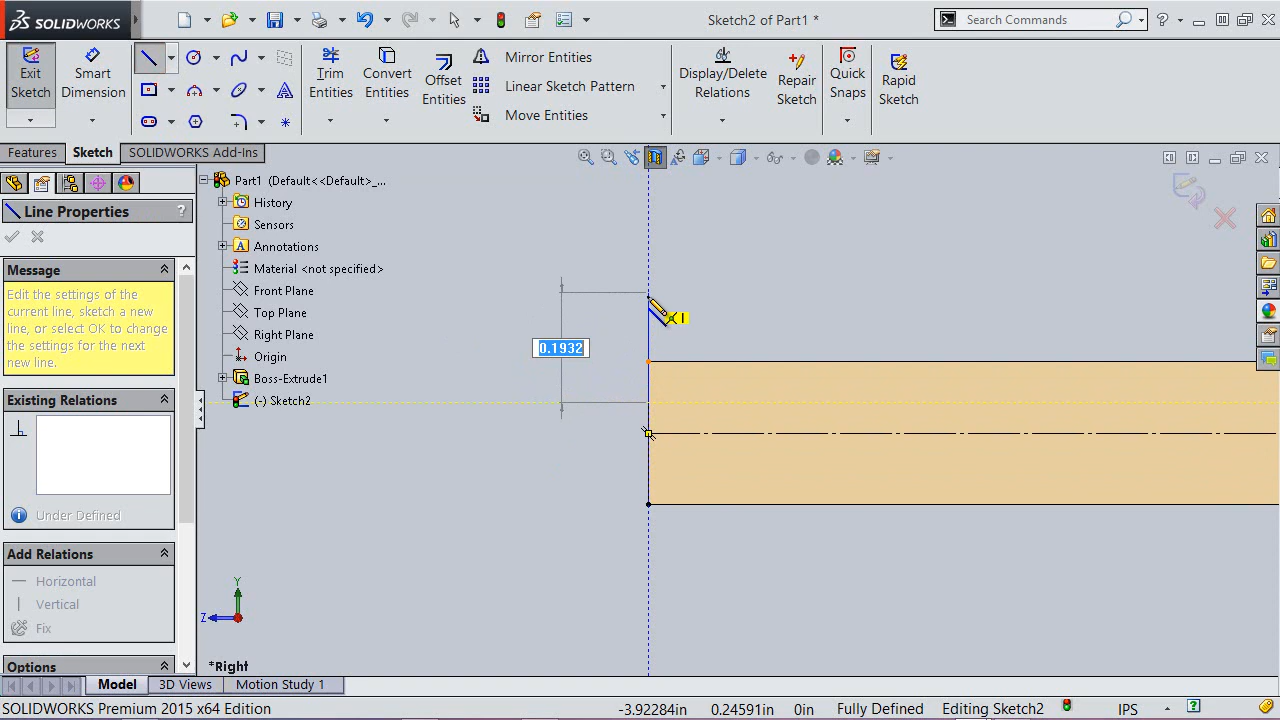 SOLIDWORKS
Sketch2 of Part1 *
Search Commands
Exit Sketch
Smart Dimension
Trim Entities
Convert Entities
Offset Entities
Mirror Entities
Linear Sketch Pattern
Move Entities
Display/Delete Relations
Repair Sketch
Quick Snaps
Rapid Sketch
Features
Sketch
SOLIDWORKS Add-Ins
Line Properties
?
Message
Edit the settings of the
current line, sketch a new
line, or select OK to change
the settings for the next
new line.
Existing Relations
Under Defined
Add Relations
Horizontal
Vertical
Fix
Options
Part1 (Default<<Default>_...
History
Sensors
Annotations
Material <not specified>
Front Plane
Top Plane
Right Plane
Origin
Boss-Extrude1
(-) Sketch2
0.1932
Y
Z
*Right
Model
3D Views
Motion Study 1
SOLIDWORKS Premium 2015 x64 Edition
-3.92284in
0.24591in
0in
Fully Defined
Editing Sketch2
IPS